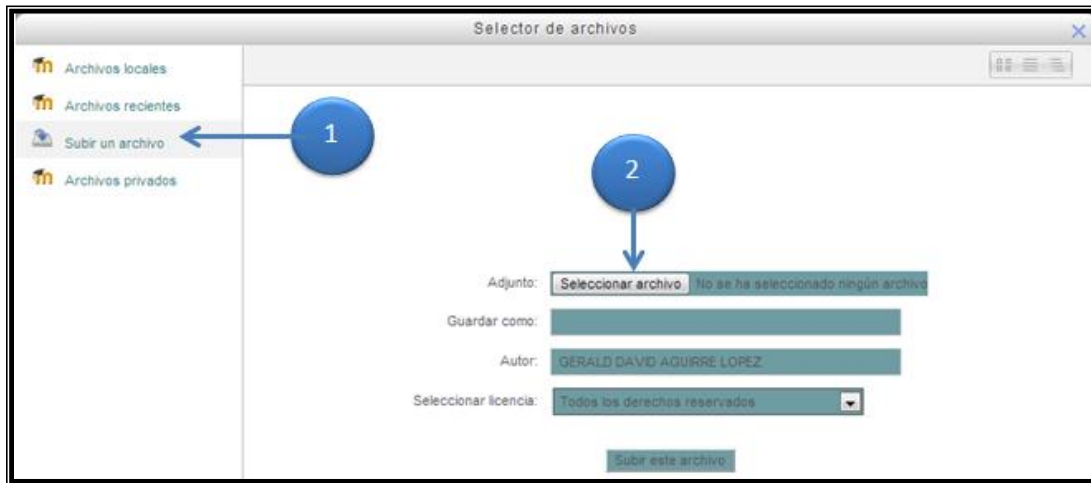 Selector de archivos
Archivos locales
Archivos recientes
Subir un archivo
Archivos privados
1
2
Adjunto: Seleccionar archivo No se ha seleccionado ningún archivo
Guardar como:
Autor: GERALD DAVID AGUIRRE LOPEZ
Seleccionar licencia: Todos los derechos reservados
Subir este archivo